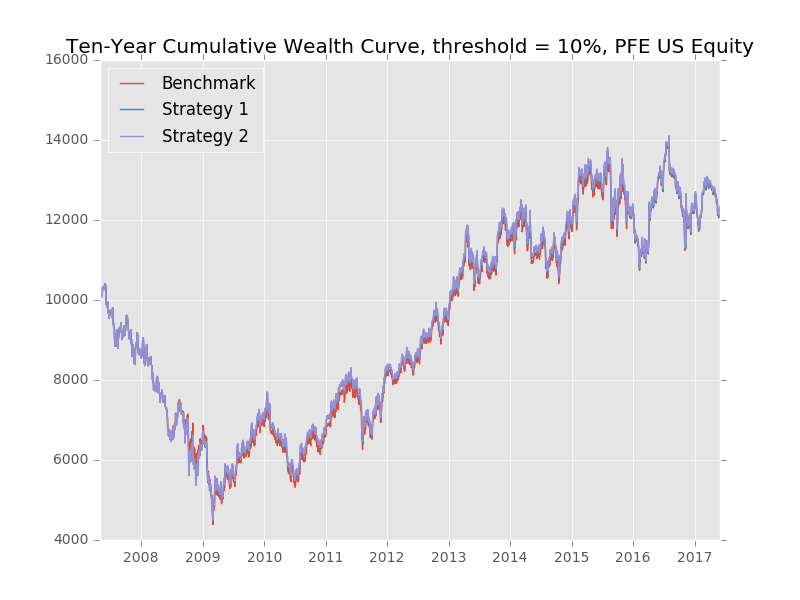 Ten-Year Cumulative Wealth Curve, threshold = 10%, PFE US Equity
16000
14000
12000
10000
8000
6000
4000
Benchmark
Strategy 1
Strategy 2
2008 2009 2010 2011 2012 2013 2014 2015 2016 2017